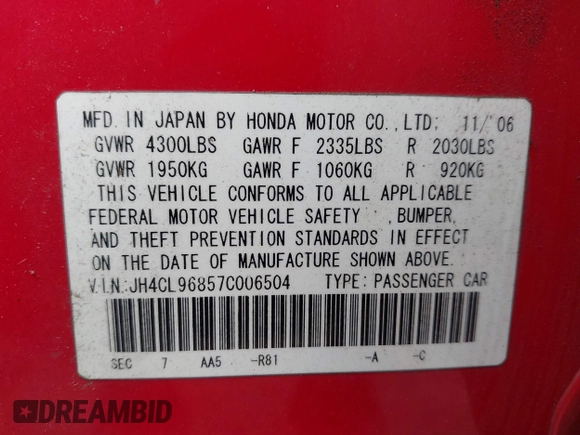 MFD. IN JAPAN BY HONDA MOTOR CO.,LTD. 11/'06
GVWR 4300LBS GAWR F 2335LBS R 2030LBS
GVWR 1950KG GAWR F 1060KG R 920KG
THIS VEHICLE CONFORMS TO ALL APPLICABLE
FEDERAL MOTOR VEHICLE SAFETY ,BUMPER,
AND THEFT PREVENTION STANDARDS IN EFFECT
ON THE DATE OF MANUFACTURE SHOWN ABOVE.
V.I.N:JH4CL96857C006504 TYPE: PASSENGER CAR
SEC 7 AA5 -R81 -A -C
DREAMBID